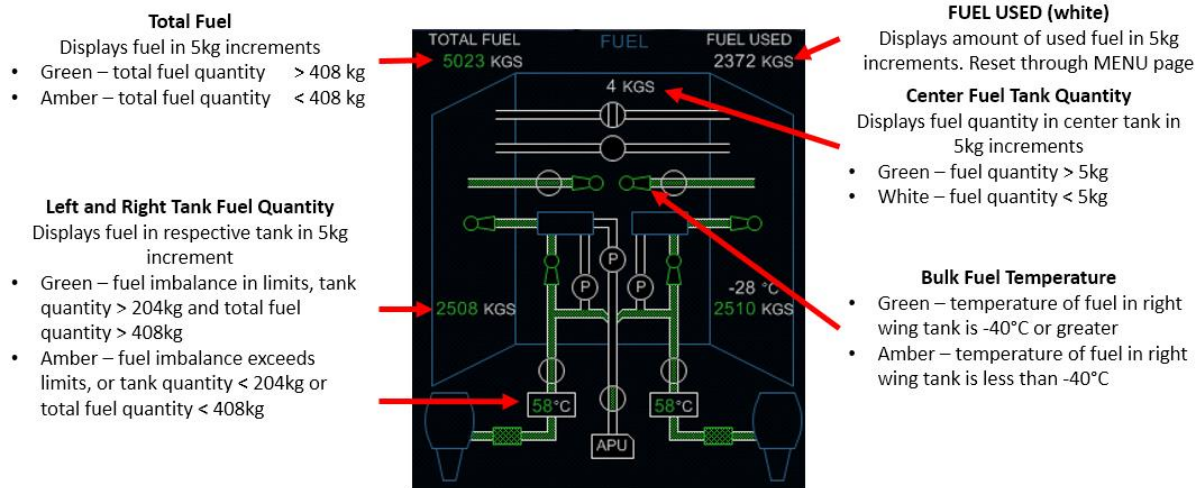 Total Fuel
Displays fuel in 5kg increments
• Green – total fuel quantity > 408 kg
• Amber – total fuel quantity < 408 kg
Left and Right Tank Fuel Quantity
Displays fuel in respective tank in 5kg
increment
• Green – fuel imbalance in limits, tank
quantity > 204kg and total fuel
quantity > 408kg
• Amber – fuel imbalance exceeds
limits, or tank quantity < 204kg or
total fuel quantity < 408kg
TOTAL FUEL
5023 KGS
FUEL
FUEL USED
2372 KGS
4 KGS
P
P
P
-28 °C
2508 KGS
2510 KGS
58°C
58°C
APU
FUEL USED (white)
Displays amount of used fuel in 5kg
increments. Reset through MENU page
Center Fuel Tank Quantity
Displays fuel quantity in center tank in
5kg increments
• Green – fuel quantity > 5kg
• White – fuel quantity < 5kg
Bulk Fuel Temperature
• Green – temperature of fuel in right
wing tank is -40°C or greater
• Amber – temperature of fuel in right
wing tank is less than -40°C